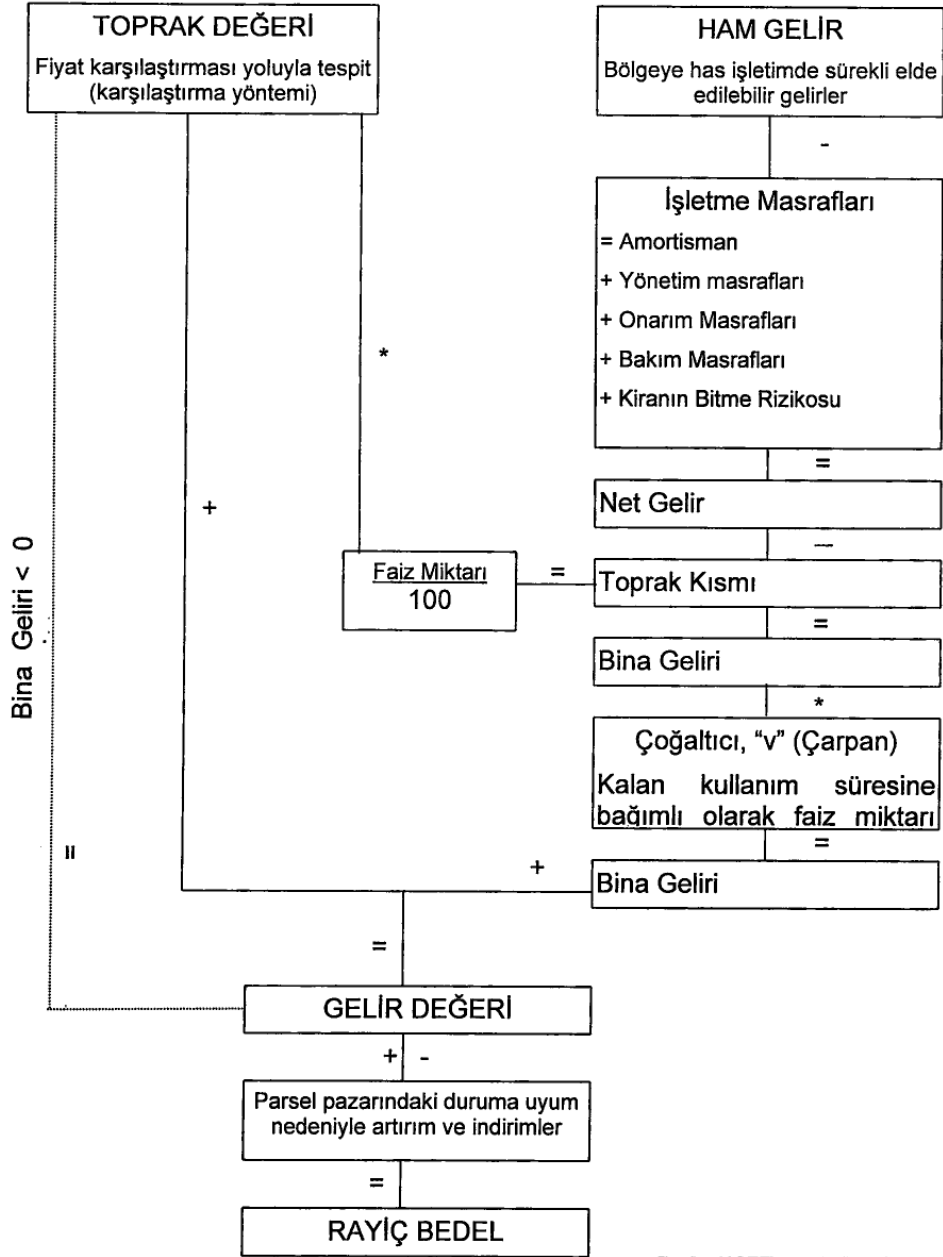 TOPRAK DEĞERİ
Fiyat karşılaştırması yoluyla tespit
(karşılaştırma yöntemi)
HAM GELİR
Bölgeye has işletimde sürekli elde
edilebilir gelirler
-
İşletme Masrafları
= Amortisman
+ Yönetim masrafları
+ Onarım Masrafları
+ Bakım Masrafları
+ Kiranın Bitme Rizikosu
*
=
Net Gelir
+
—
Faiz Miktarı
100
=
Toprak Kısmı
=
Bina Geliri
*
Bina Geliri < 0
Çoğaltıcı, “v” (Çarpan)
Kalan kullanım süresine
bağımlı olarak faiz miktarı
=
=
+
Bina Geliri
=
GELİR DEĞERİ
+ -
Parsel pazarındaki duruma uyum
nedeniyle artırım ve indirimler
=
RAYİÇ BEDEL